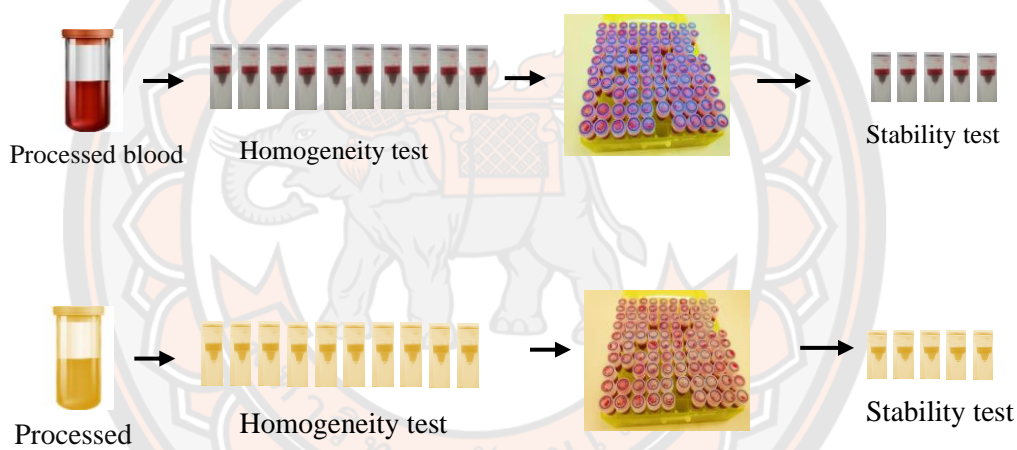 Processed blood
Homogeneity test
Stability test
Processed
Homogeneity test
Stability test